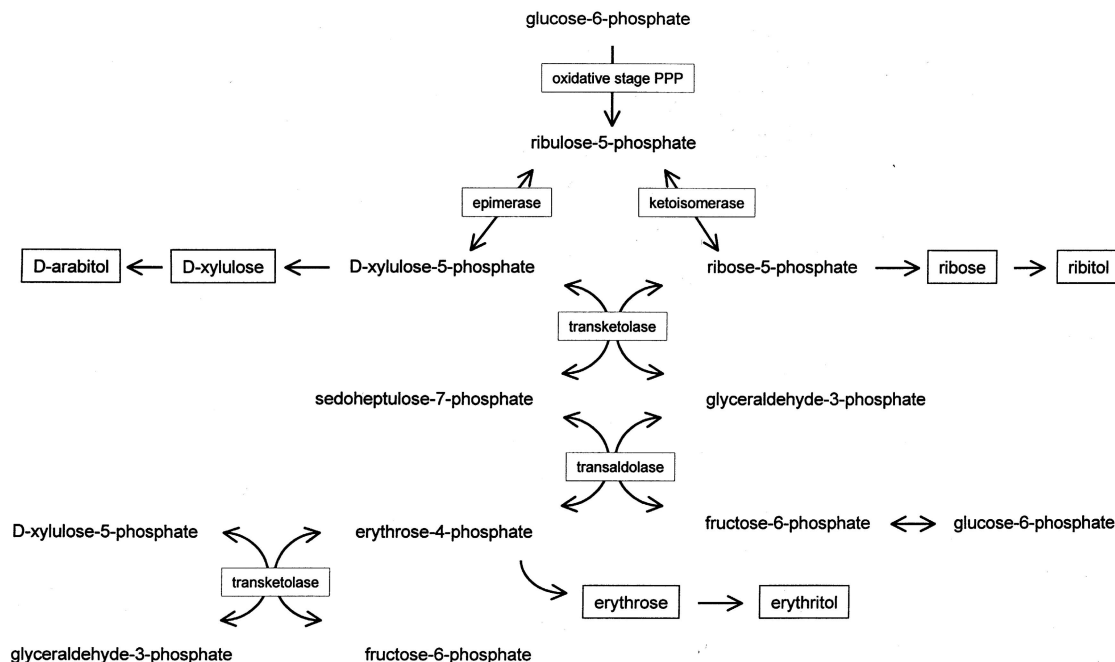 glucose-6-phosphate
oxidative stage PPP
ribulose-5-phosphate
epimerase
ketoisomerase
D-arabitol
D-xylulose
D-xylulose-5-phosphate
ribose-5-phosphate
ribose
ribitol
transketolase
sedoheptulose-7-phosphate
glyceraldehyde-3-phosphate
transaldolase
D-xylulose-5-phosphate
erythrose-4-phosphate
fructose-6-phosphate
glucose-6-phosphate
transketolase
erythrose
erythritol
glyceraldehyde-3-phosphate
fructose-6-phosphate